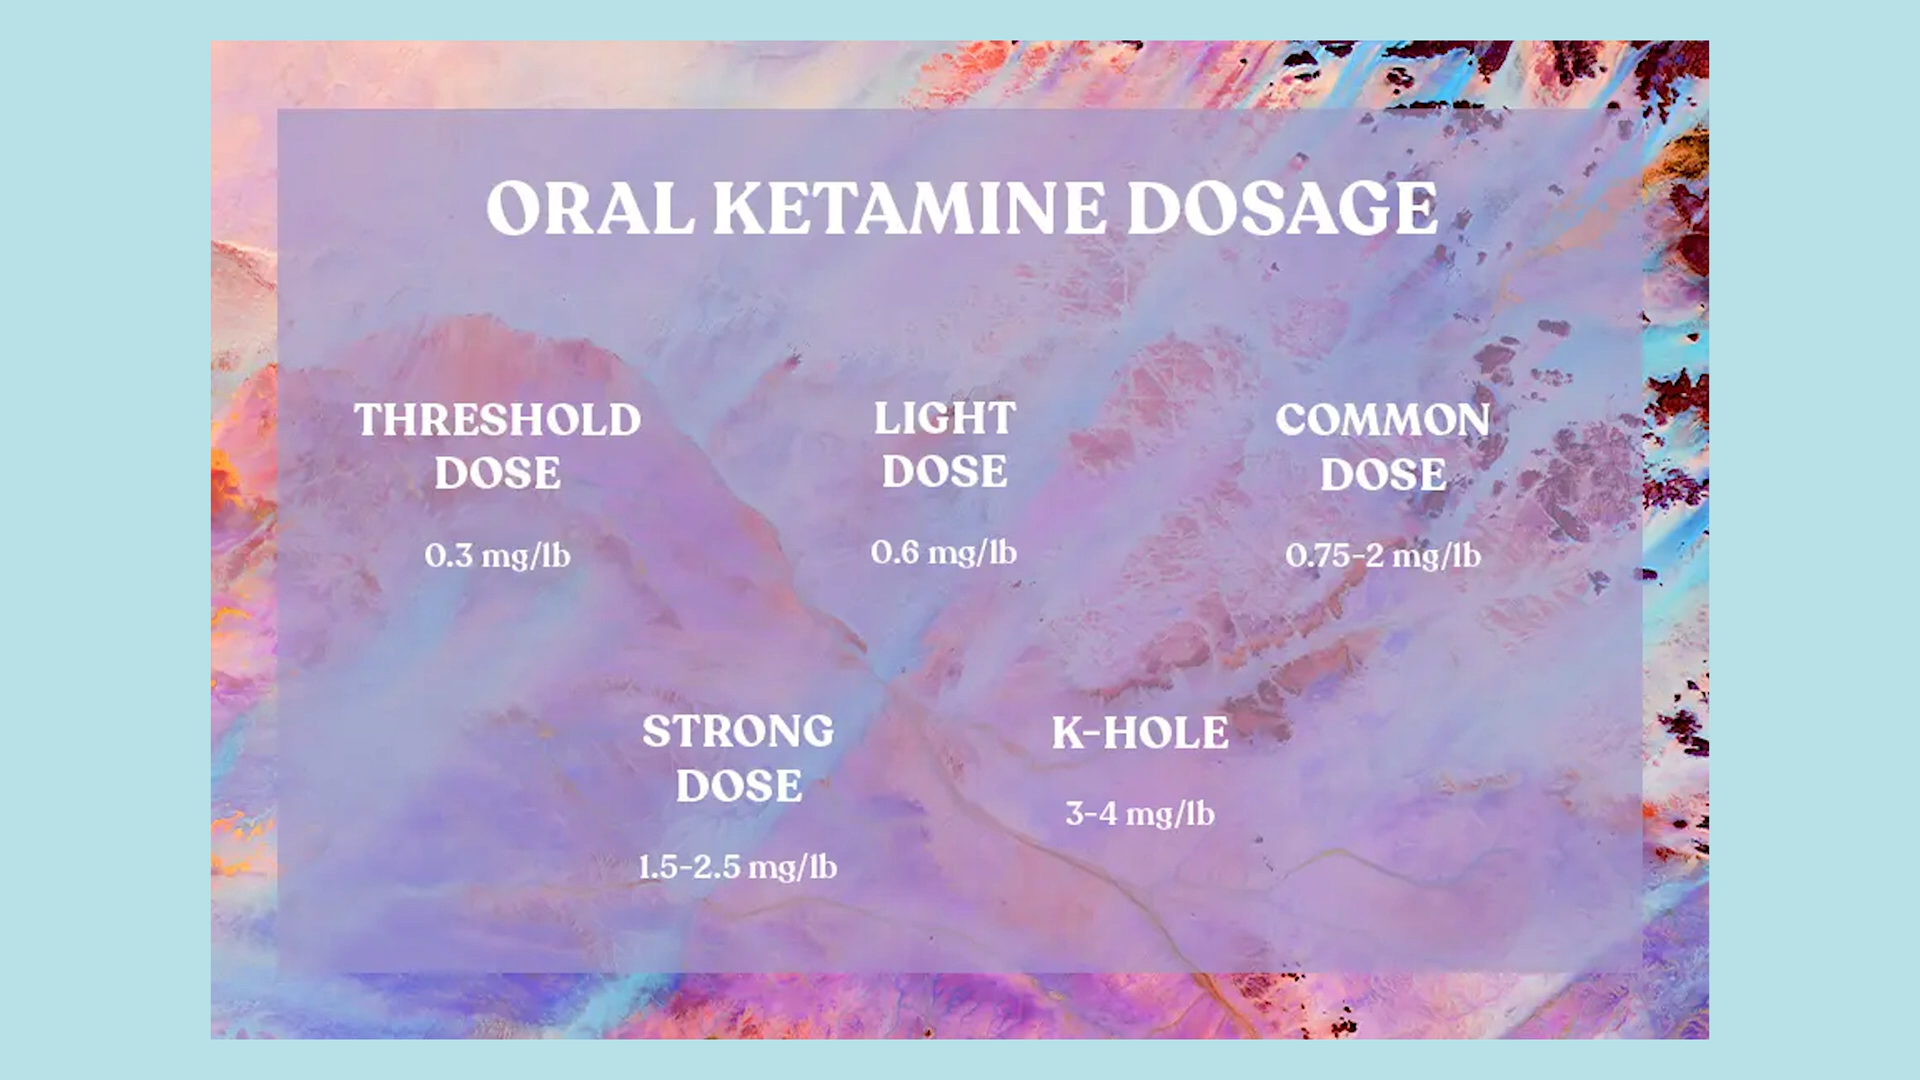 ORAL KETAMINE DOSAGE
THRESHOLD
DOSE
0.3 mg/lb
LIGHT
DOSE
0.6 mg/lb
COMMON
DOSE
0.75-2 mg/lb
STRONG
DOSE
1.5-2.5 mg/lb
K-HOLE
3-4 mg/lb